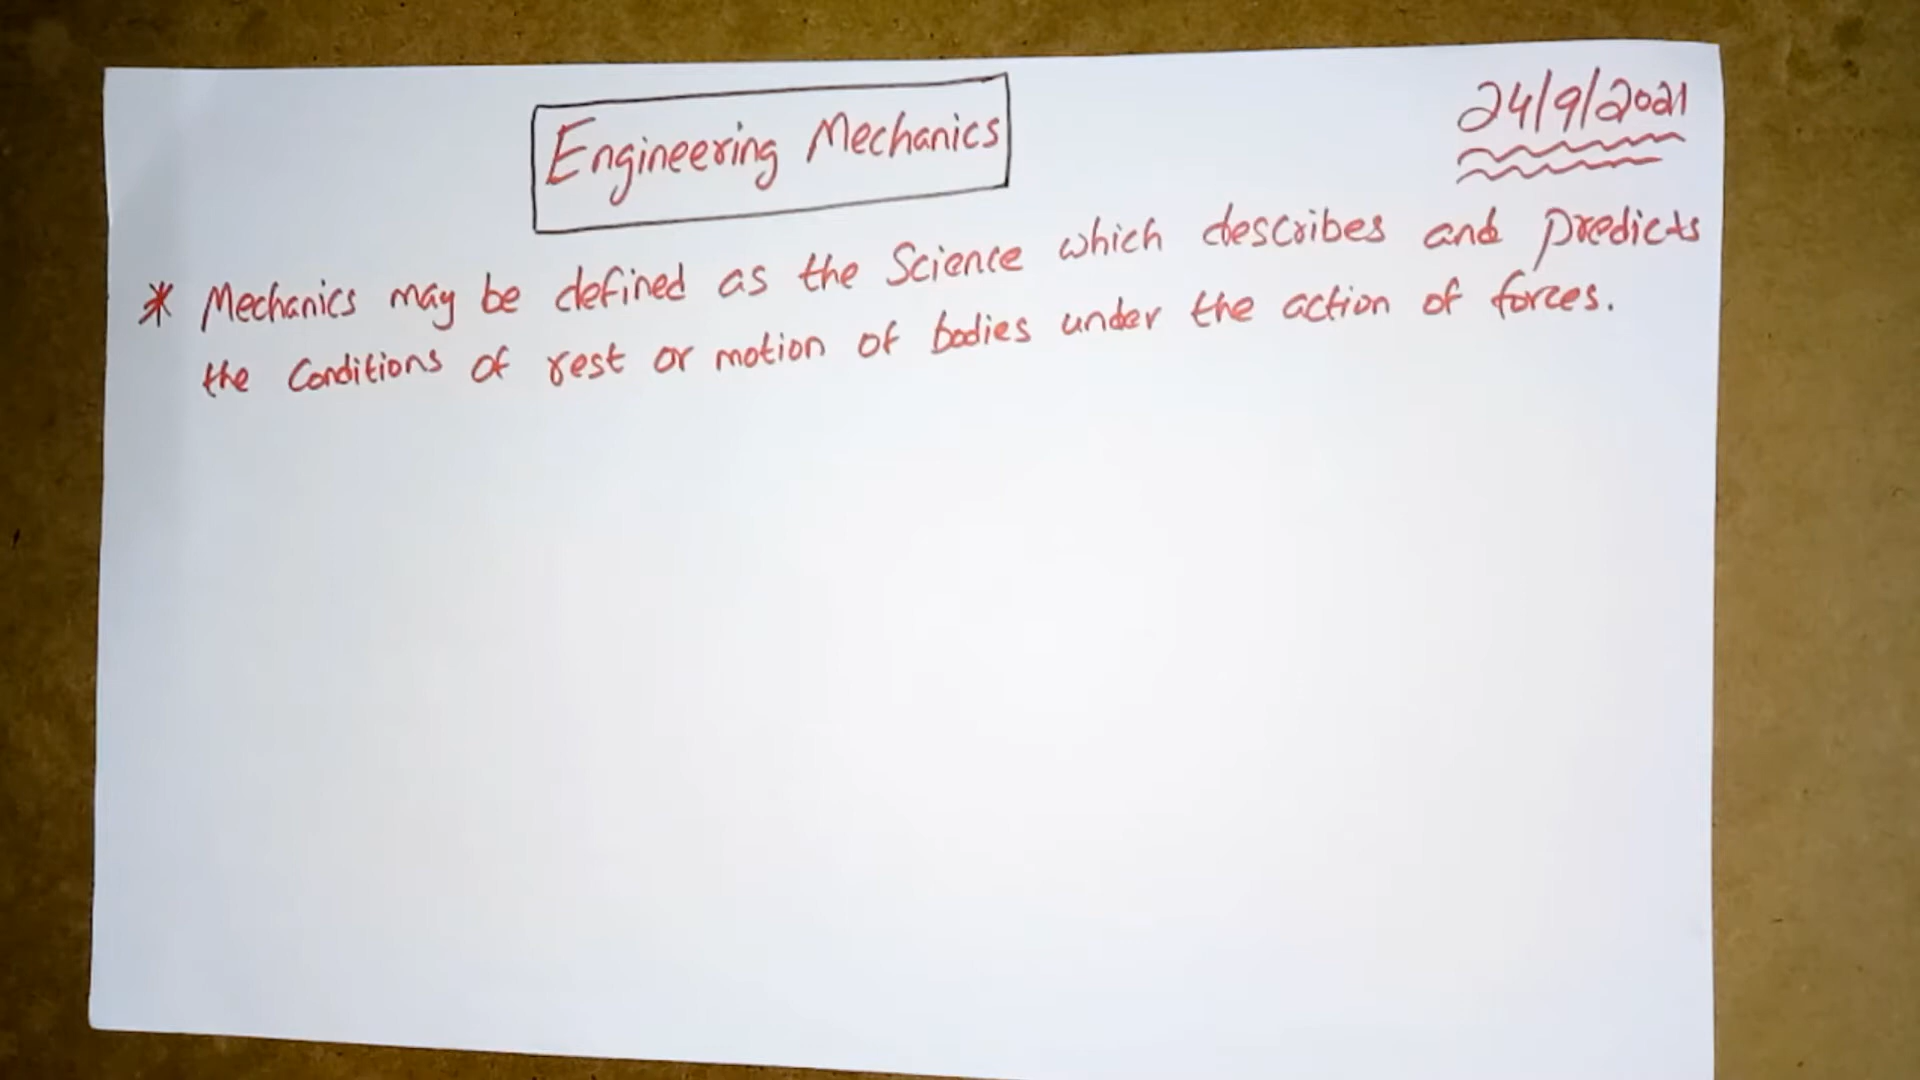 Engineering Mechanics
24/9/2021
* Mechanics may be defined as the Science which describes and predicts
the Conditions of rest or motion of bodies under the action of forces.